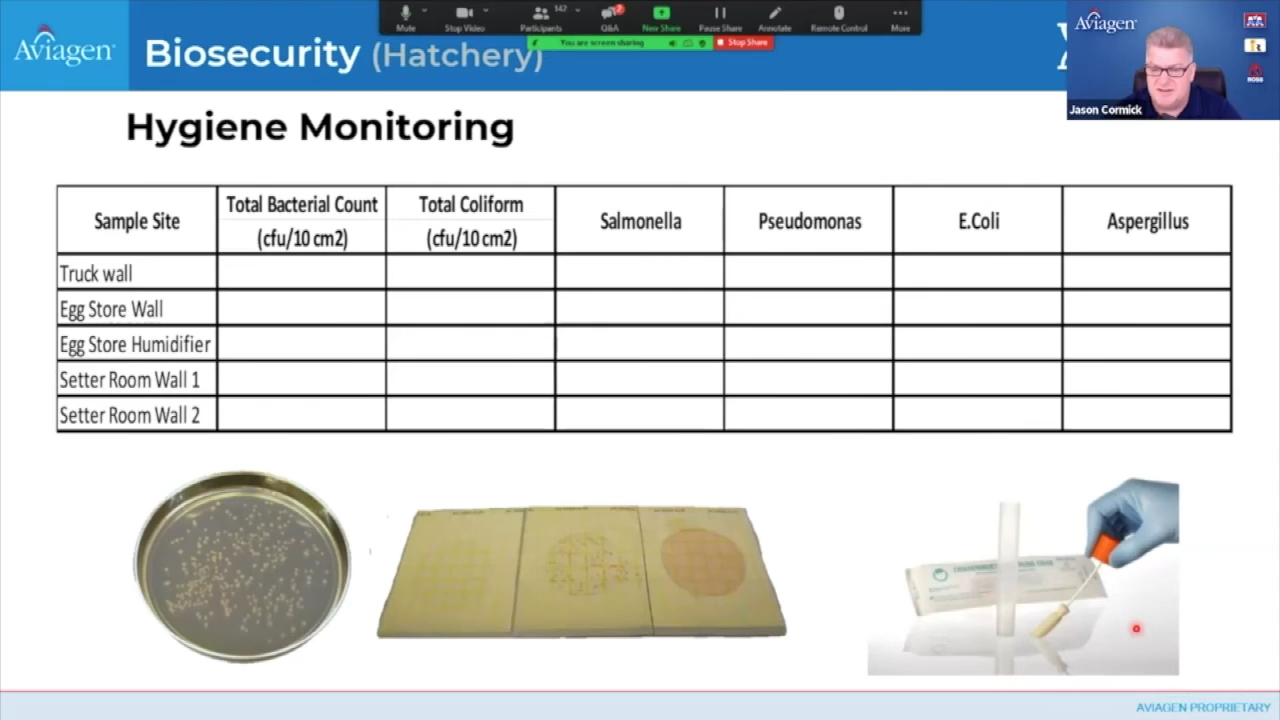 Mute
Stop Video
142
Participants
2
Q&A
New Share
Pause Share
Annotate
Remote Control
More
You are screen sharing
Stop Share
Aviagen
Biosecurity (Hatchery)
Aviagen
Jason Cormick
ROSS
Hygiene Monitoring
Sample Site
Total Bacterial Count
(cfu/10 cm2)
Total Coliform
(cfu/10 cm2)
Salmonella
Pseudomonas
E.Coli
Aspergillus
Truck wall
Egg Store Wall
Egg Store Humidifier
Setter Room Wall 1
Setter Room Wall 2
AVIAGEN PROPRIETARY